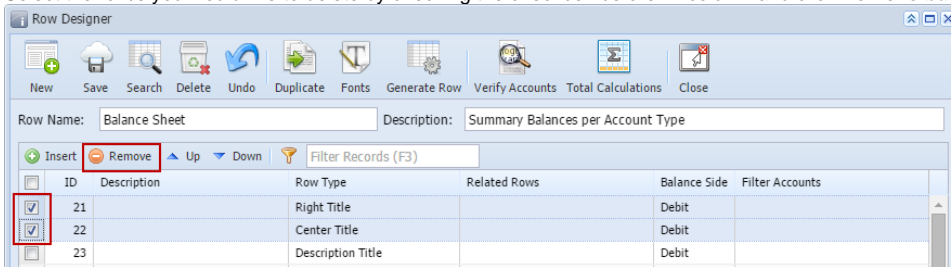 Row Designer
New Save Search Delete Undo Duplicate Fonts Generate Row Verify Accounts Total Calculations Close
Row Name: Balance Sheet Description: Summary Balances per Account Type
Insert Remove Up Down Filter Records (F3)
ID Description Row Type Related Rows Balance Side Filter Accounts
21 Right Title Debit
22 Center Title Debit
23 Description Title Debit